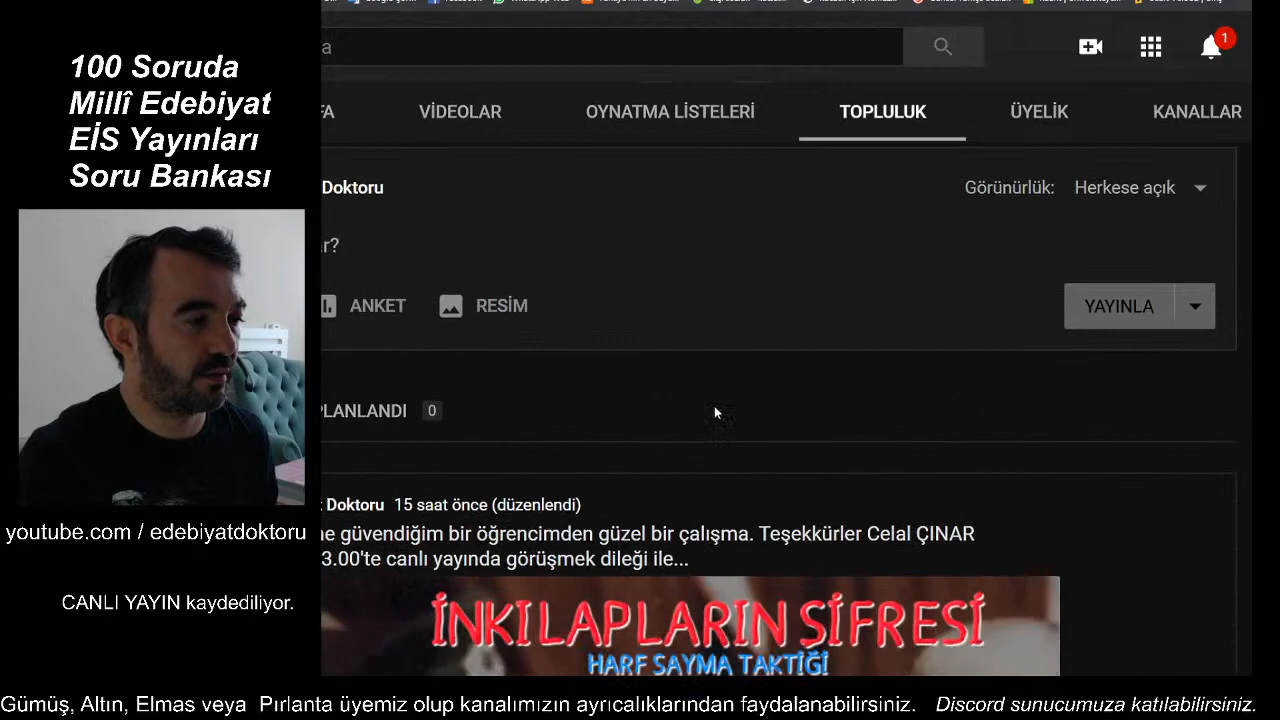 100 Soruda
Millî Edebiyat
EİS Yayınları
Soru Bankası
a
1
FA
VİDEOLAR
OYNATMA LİSTELERİ
TOPLULUK
ÜYELİK
KANALLAR
Doktoru
Görünürlük: Herkese açık
r?
ANKET
RESİM
YAYINLA
PLANLANDI 0
Doktoru 15 saat önce (düzenlendi)
ne güvendiğim bir öğrencimden güzel bir çalışma. Teşekkürler Celal ÇINAR
3.00'te canlı yayında görüşmek dileği ile...
İNKILAPLARIN ŞİFRESİ
HARF SAYMA TAKTİĞİ
youtube.com / edebiyatdoktoru
CANLI YAYIN kaydediliyor.
Gümüş, Altın, Elmas veya Pırlanta üyemiz olup kanalımızın ayrıcalıklarından faydalanabilirsiniz. Discord sunucumuza katılabilirsiniz.